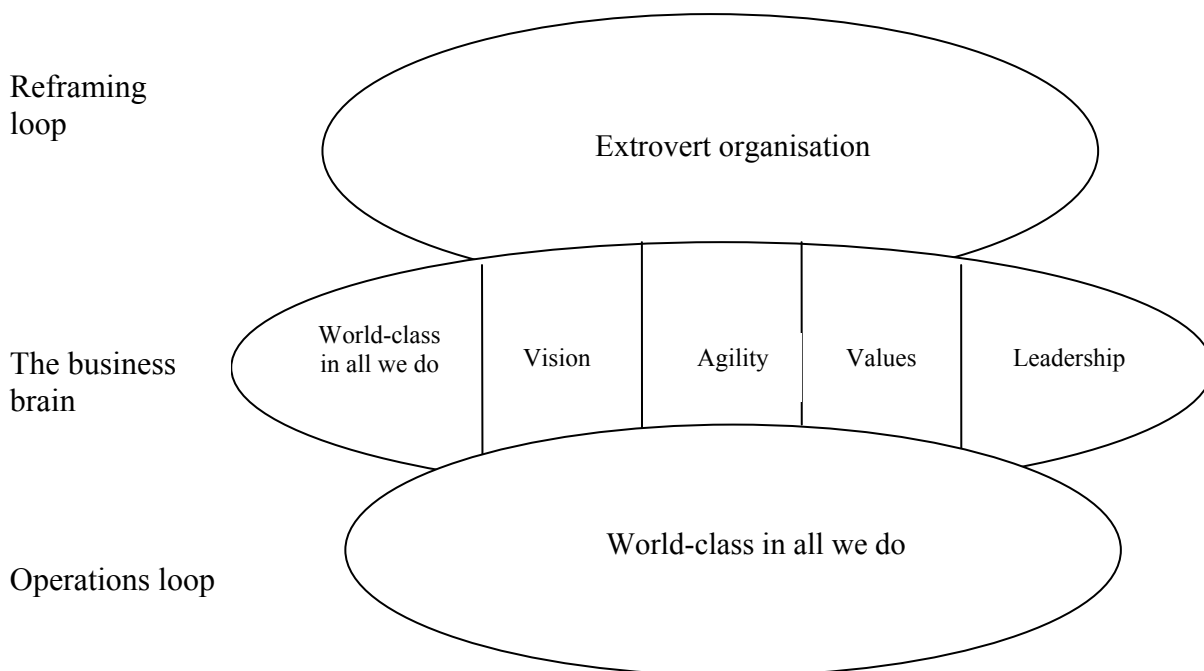 Reframing
loop
Extrovert organisation
The business
brain
World-class
in all we do
Vision
Agility
Values
Leadership
Operations loop
World-class in all we do